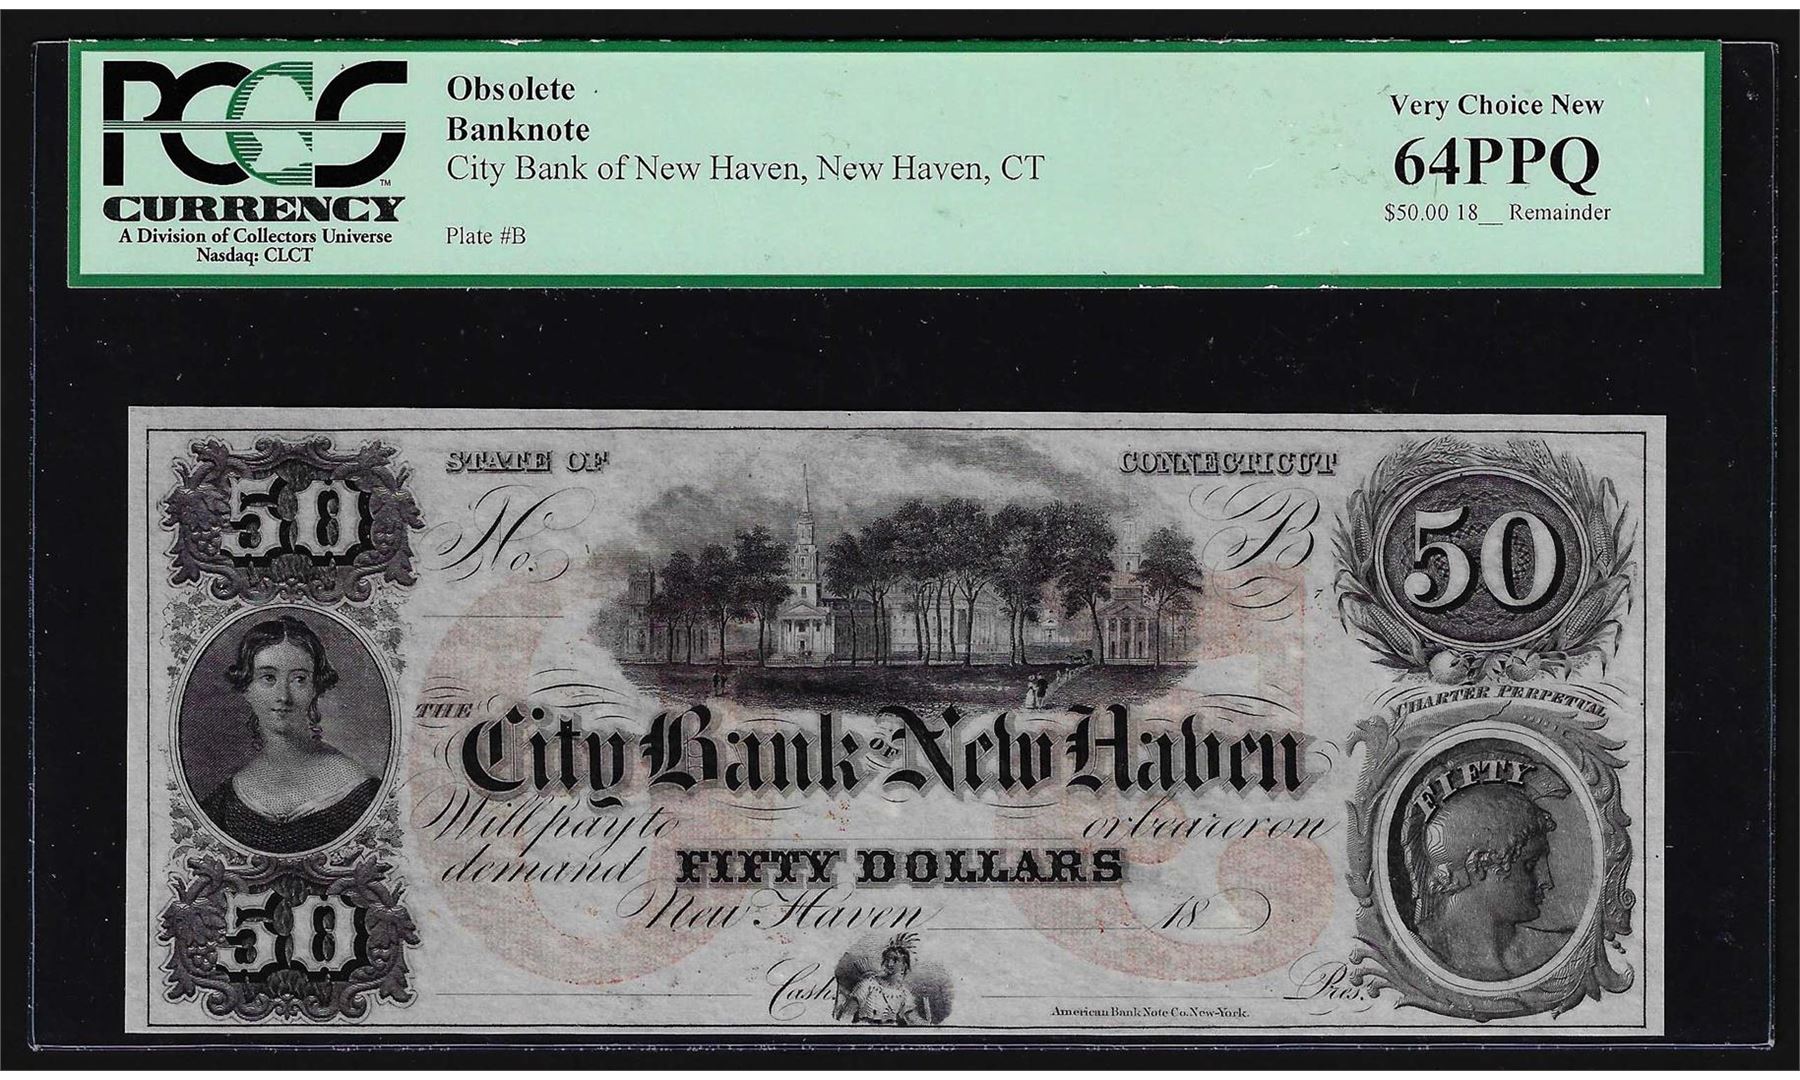 PCGS
TM
CURRENCY
A Division of Collectors Universe
Nasdaq: CLCT
Obsolete
Banknote
City Bank of New Haven, New Haven, CT
Plate #B
Very Choice New
64PPQ
$50.00 18__ Remainder
50
STATE OF
CONNECTICUT
50
No.
B
CHARTER PERPETUAL
THE City Bank OF New Haven
FIFTY
Will pay to or bearer on
demand FIFTY DOLLARS
50
New Haven 18
Cash.
Pres.
American Bank Note Co. New-York.